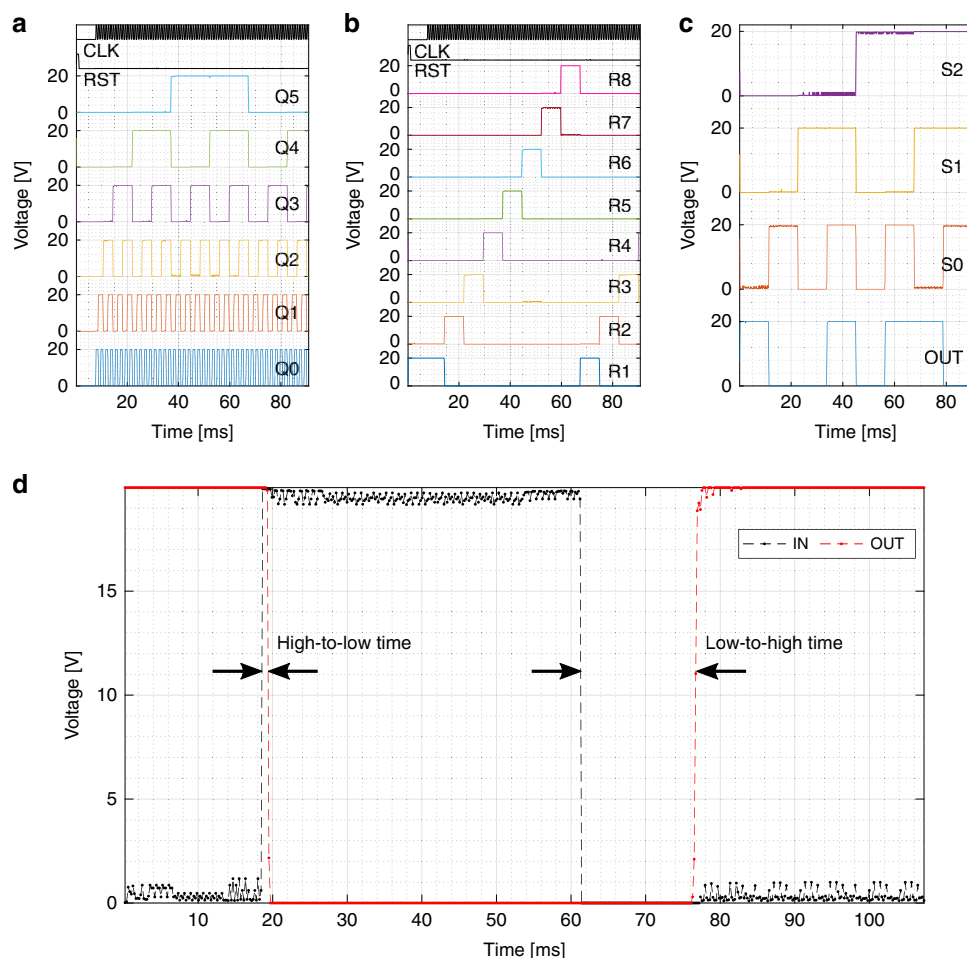 a
CLK
RST
20
0
Q5
20
0
Q4
20
0
Q3
20
0
Q2
20
0
Q1
20
0
Q0
20 40 60 80
Time [ms]
Voltage [V]
b
CLK
RST
20
0
R8
20
0
R7
20
0
R6
20
0
R5
20
0
R4
20
0
R3
20
0
R2
20
0
R1
20 40 60 80
Time [ms]
Voltage [V]
c
20
0
S2
20
0
S1
20
0
S0
20
0
OUT
20 40 60 80
Time [ms]
Voltage [V]
d
IN OUT
15
10
5
0
High-to-low time
Low-to-high time
10 20 30 40 50 60 70 80 90 100
Time [ms]
Voltage [V]